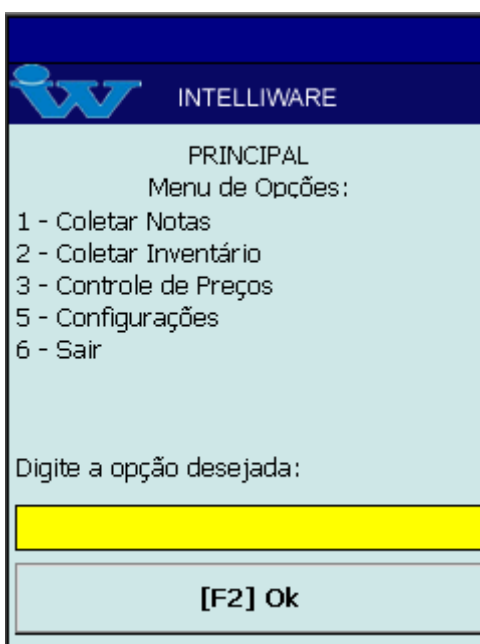 INTELLIWARE
PRINCIPAL
Menu de Opções:
1 - Coletar Notas
2 - Coletar Inventário
3 - Controle de Preços
5 - Configurações
6 - Sair
Digite a opção desejada:
[F2] Ok